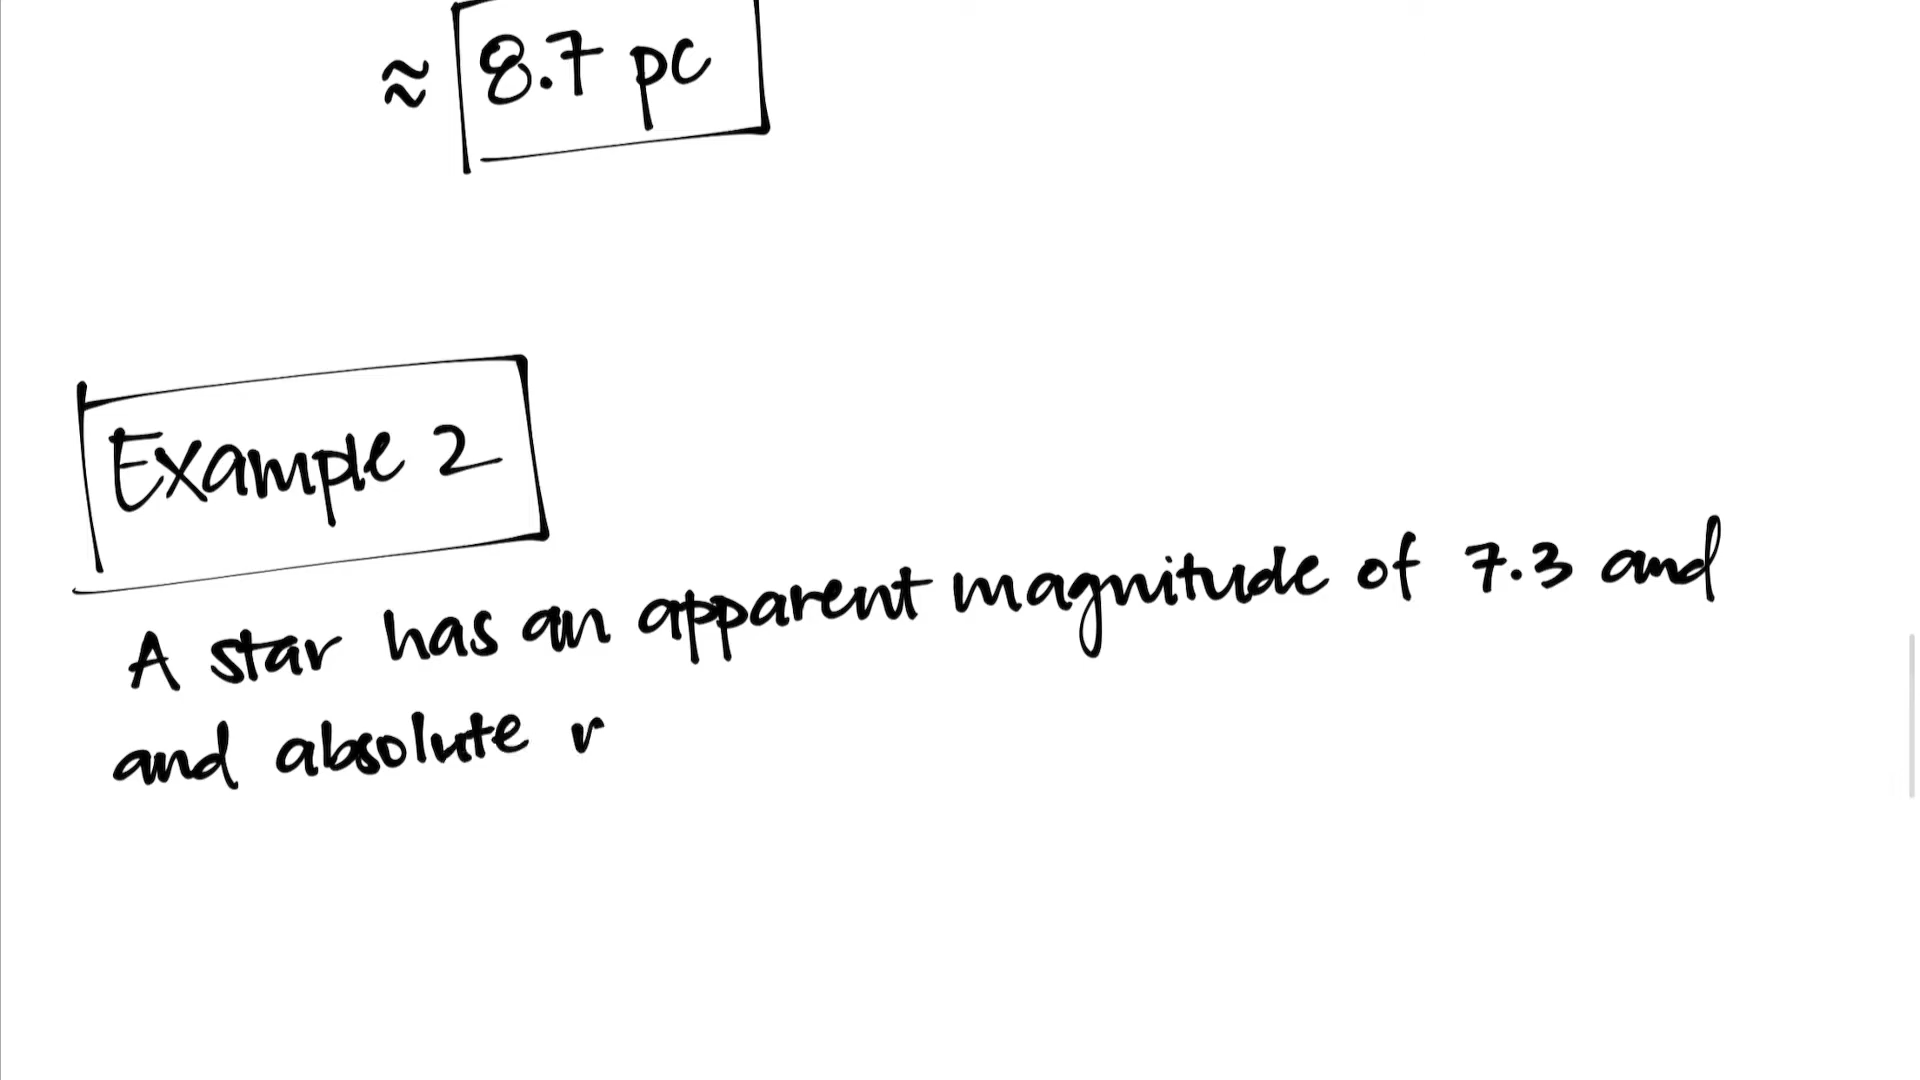 ≈ 8.7 pc
Example 2
A star has an apparent magnitude of 7.3 and
and absolute